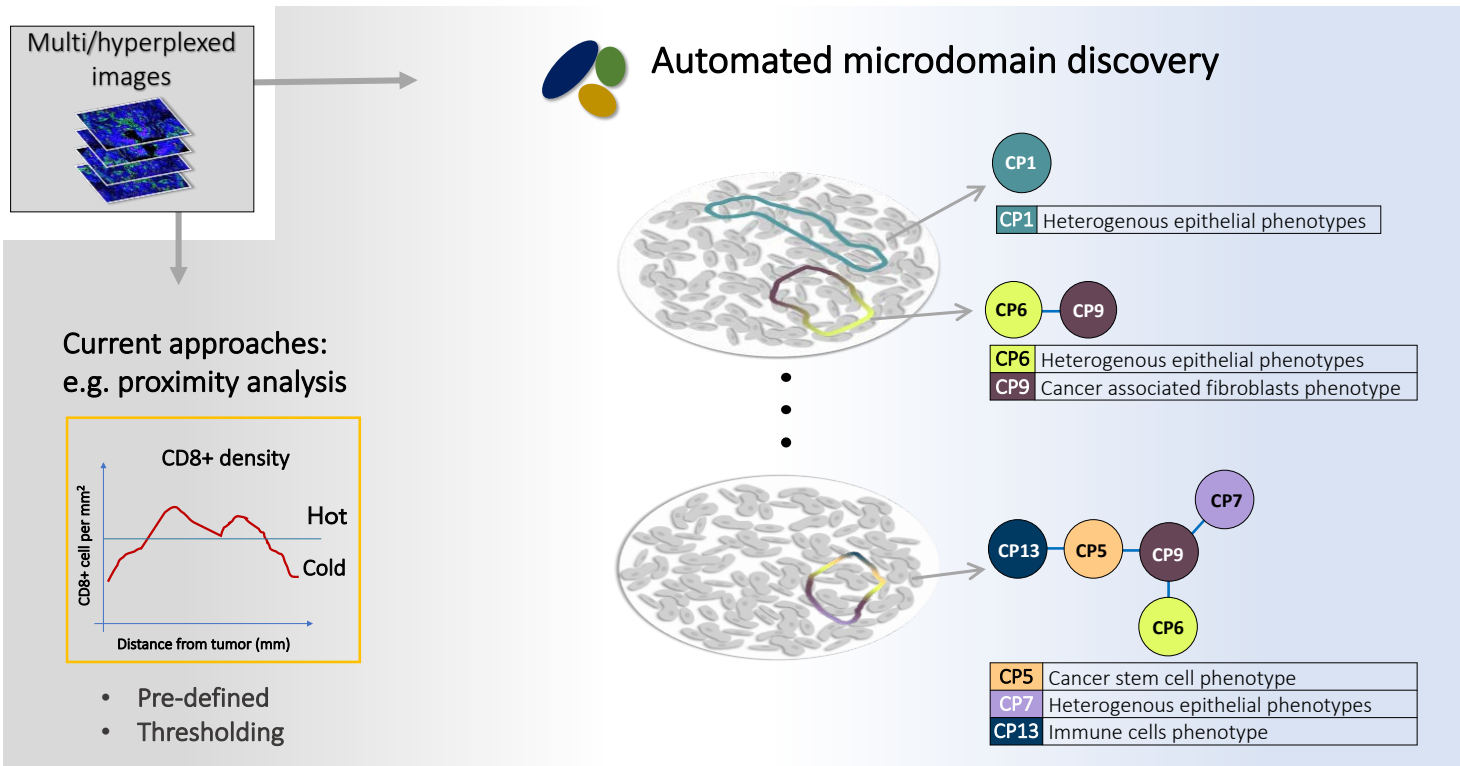 Multi/hyperplexed
images
Automated microdomain discovery
CP1
CP1 Heterogenous epithelial phenotypes
CP6 CP9
CP6 Heterogenous epithelial phenotypes
CP9 Cancer associated fibroblasts phenotype
Current approaches:
e.g. proximity analysis
CD8+ density
CD8+ cell per mm²
Hot
Cold
Distance from tumor (mm)
• Pre-defined
• Thresholding
CP7
CP13 CP5 CP9
CP6
CP5 Cancer stem cell phenotype
CP7 Heterogenous epithelial phenotypes
CP13 Immune cells phenotype